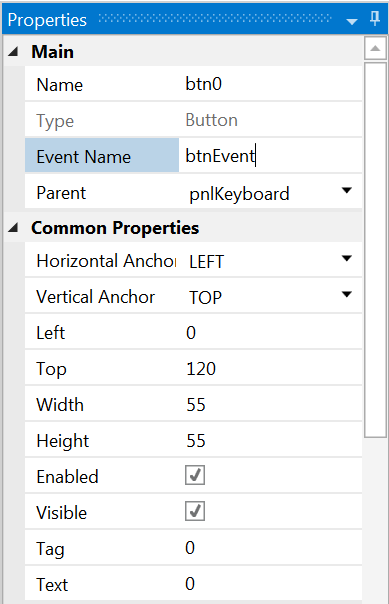 Properties
Main
Name btn0
Type Button
Event Name btnEvent
Parent pnlKeyboard
Common Properties
Horizontal Anchor LEFT
Vertical Anchor TOP
Left 0
Top 120
Width 55
Height 55
Enabled
Visible
Tag 0
Text 0